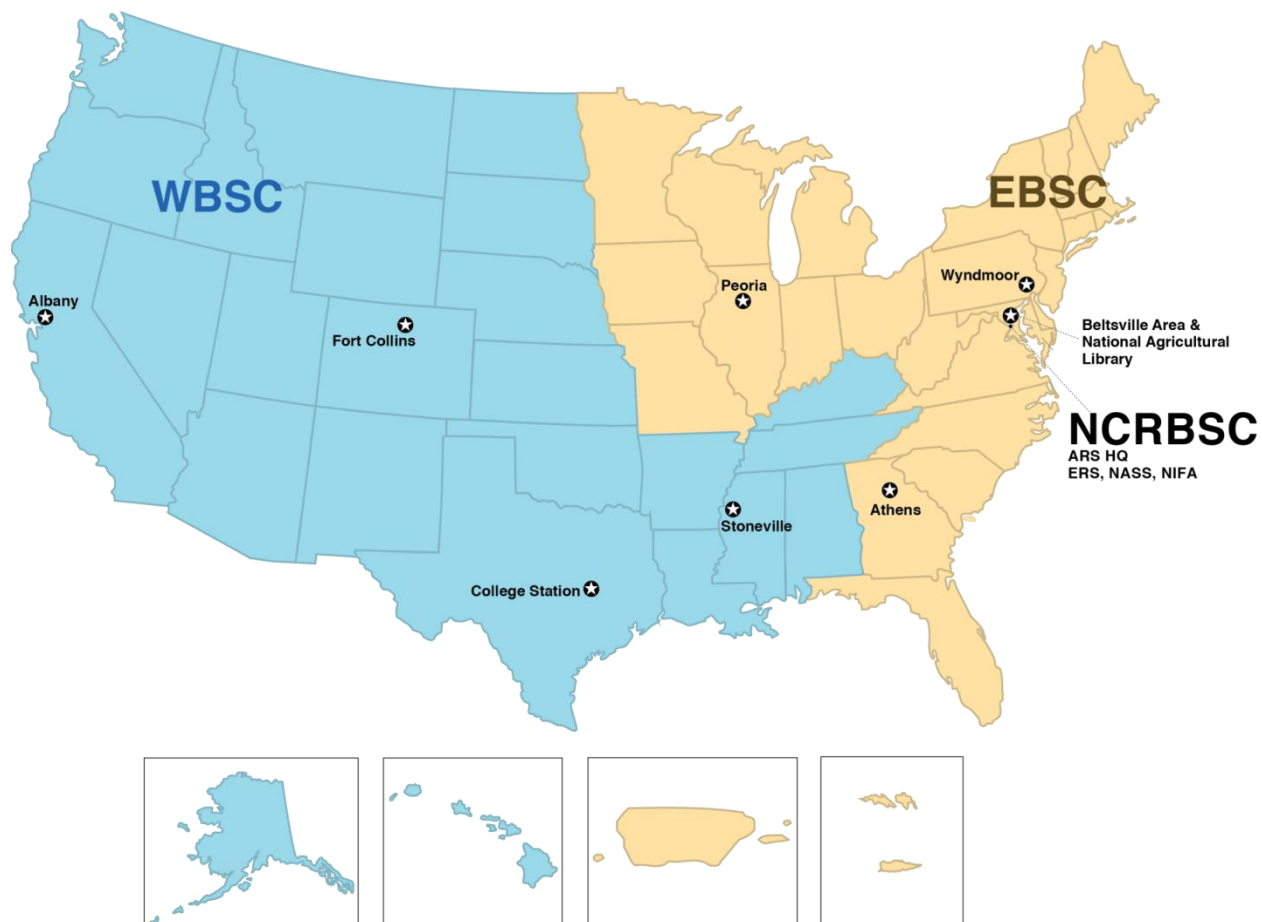 WBSC
EBSC
Wyndmoor
Peoria
Albany
Fort Collins
Beltsville Area &
National Agricultural
Library
NCRBSC
ARS HQ
ERS, NASS, NIFA
Athens
Stoneville
College Station